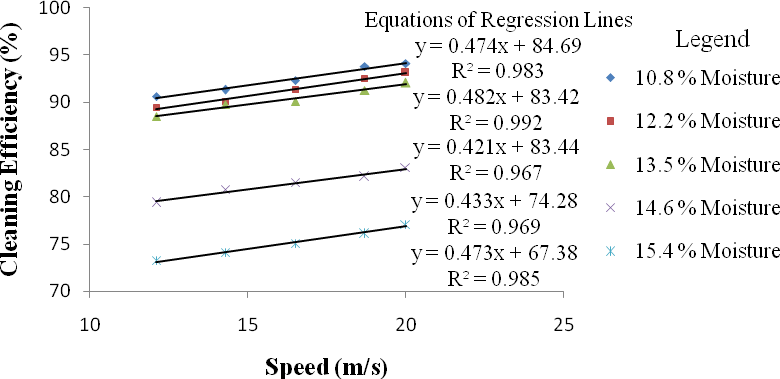 Equations of Regression Lines
y = 0.474x + 84.69
R² = 0.983
y = 0.482x + 83.42
R² = 0.992
y = 0.421x + 83.44
R² = 0.967
y = 0.433x + 74.28
R² = 0.969
y = 0.473x + 67.38
R² = 0.985
Legend
10.8 % Moisture
12.2 % Moisture
13.5 % Moisture
14.6 % Moisture
15.4 % Moisture
Cleaning Efficiency (%)
100
95
90
85
80
75
70
10
15
20
25
Speed (m/s)